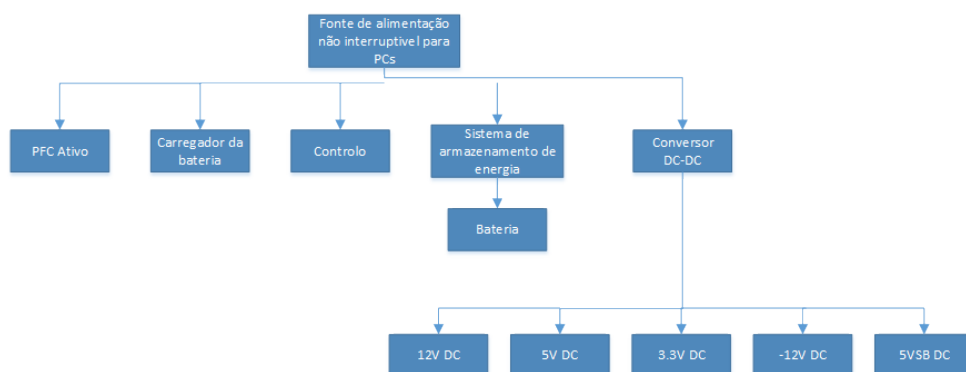 Fonte de alimentação
não interruptivel para
PCs
PFC Ativo
Carregador da
bateria
Controlo
Sistema de
armazenamento de
energia
Conversor
DC-DC
Bateria
12V DC
5V DC
3.3V DC
-12V DC
5VSB DC